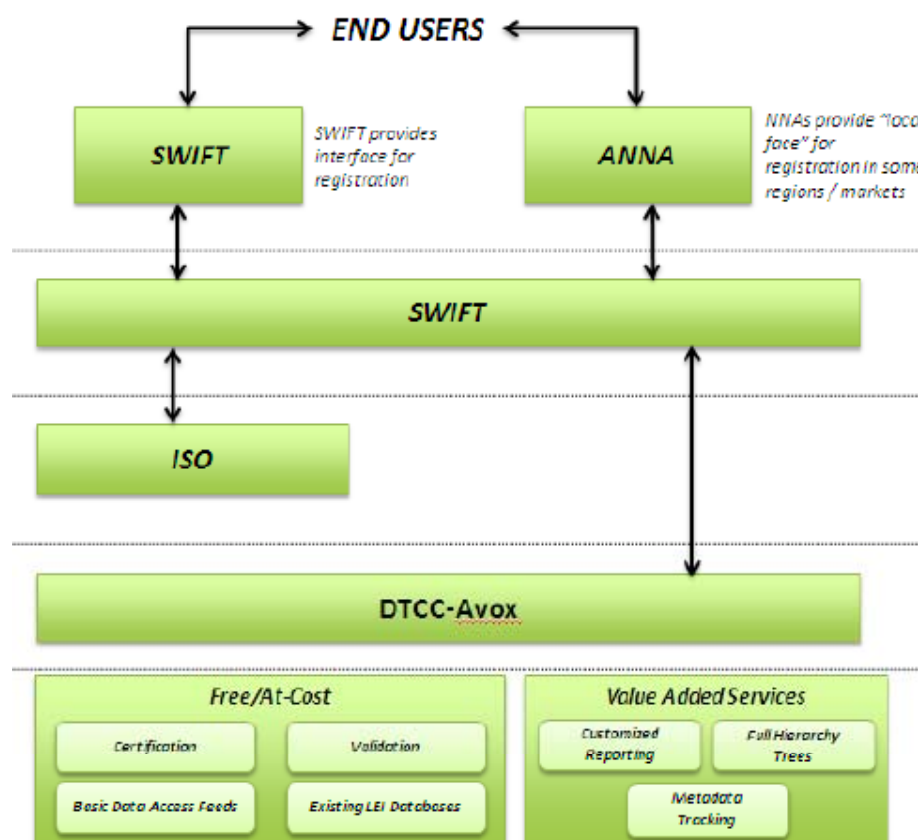 END USERS
SWIFT
SWIFT provides
interface for
registration
ANNA
NNAs provide "loca
face" for
registration in some
regions / markets
SWIFT
ISO
DTCC-Avox
Free/At-Cost
Certification
Validation
Basic Data Access Feeds
Existing LEI Databases
Value Added Services
Customized
Reporting
Full Hierarchy
Trees
Metadata
Tracking